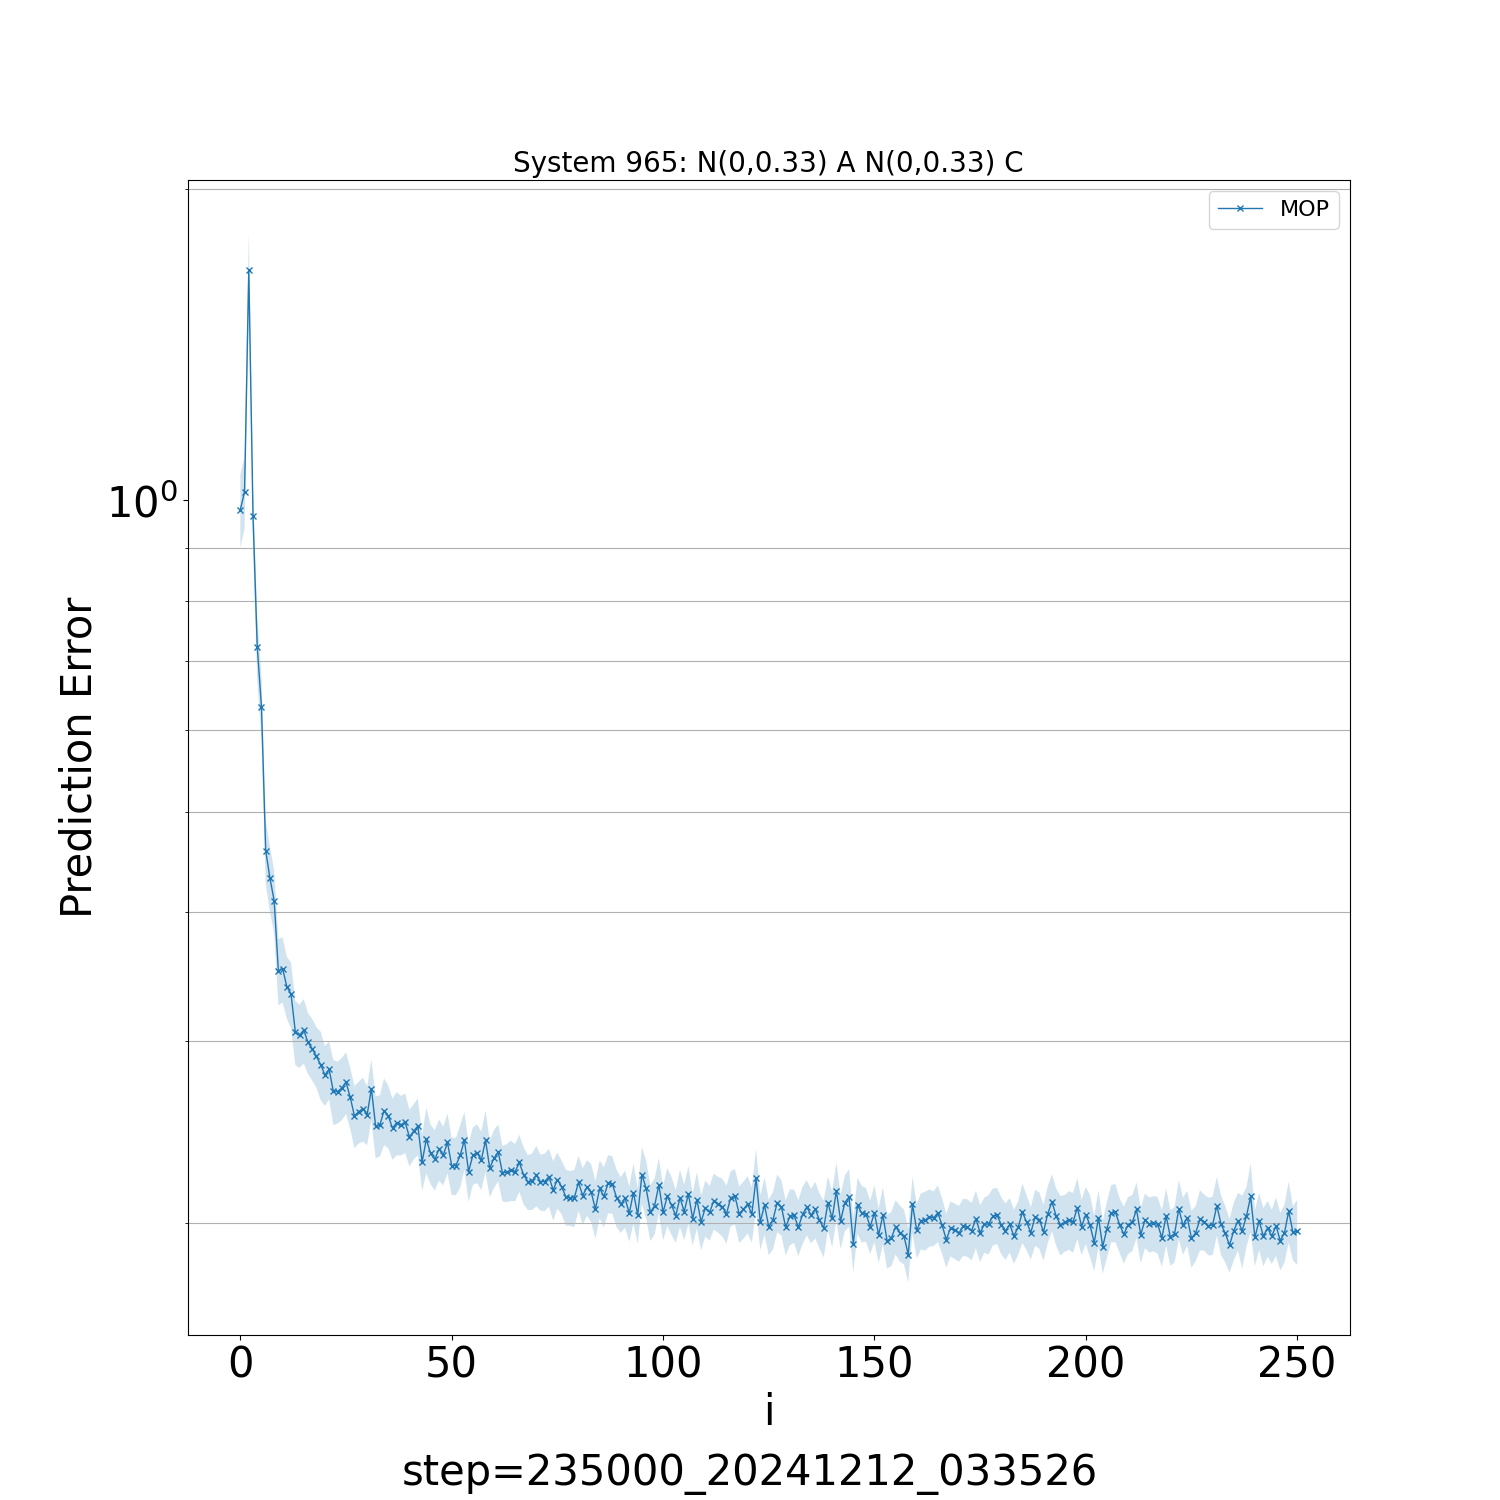 System 965: N(0,0.33) A N(0,0.33) C
MOP
10⁰
Prediction Error
0 50 100 150 200 250
i
step=235000_20241212_033526